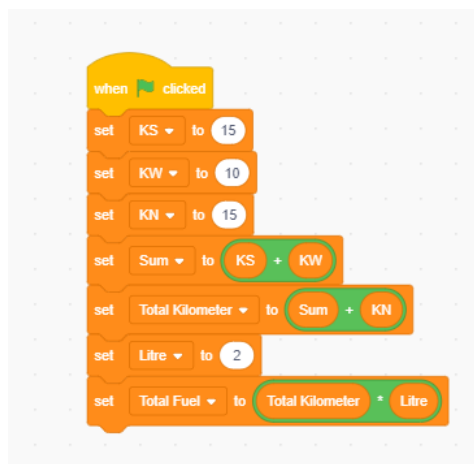 when clicked
set KS to 15
set KW to 10
set KN to 15
set Sum to KS + KW
set Total Kilometer to Sum + KN
set Litre to 2
set Total Fuel to Total Kilometer * Litre